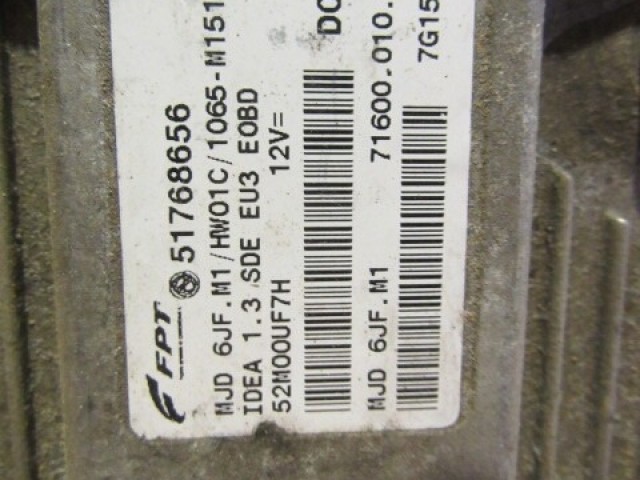 FPT 51768656
MJD 6JF.M1/HW01C/1065-M151
IDEA 1.3 SDE EU3 EOBD
52M00UF7H 12V= DC
MJD 6JF.M1 71600.010.
7G15